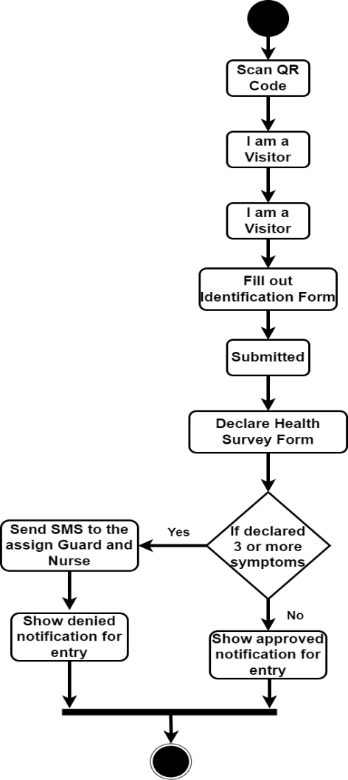 Scan QR
Code
I am a
Visitor
I am a
Visitor
Fill out
Identification Form
Submitted
Declare Health
Survey Form
If declared
3 or more
symptoms
Yes
Send SMS to the
assign Guard and
Nurse
No
Show denied
notification for
entry
Show approved
notification for
entry